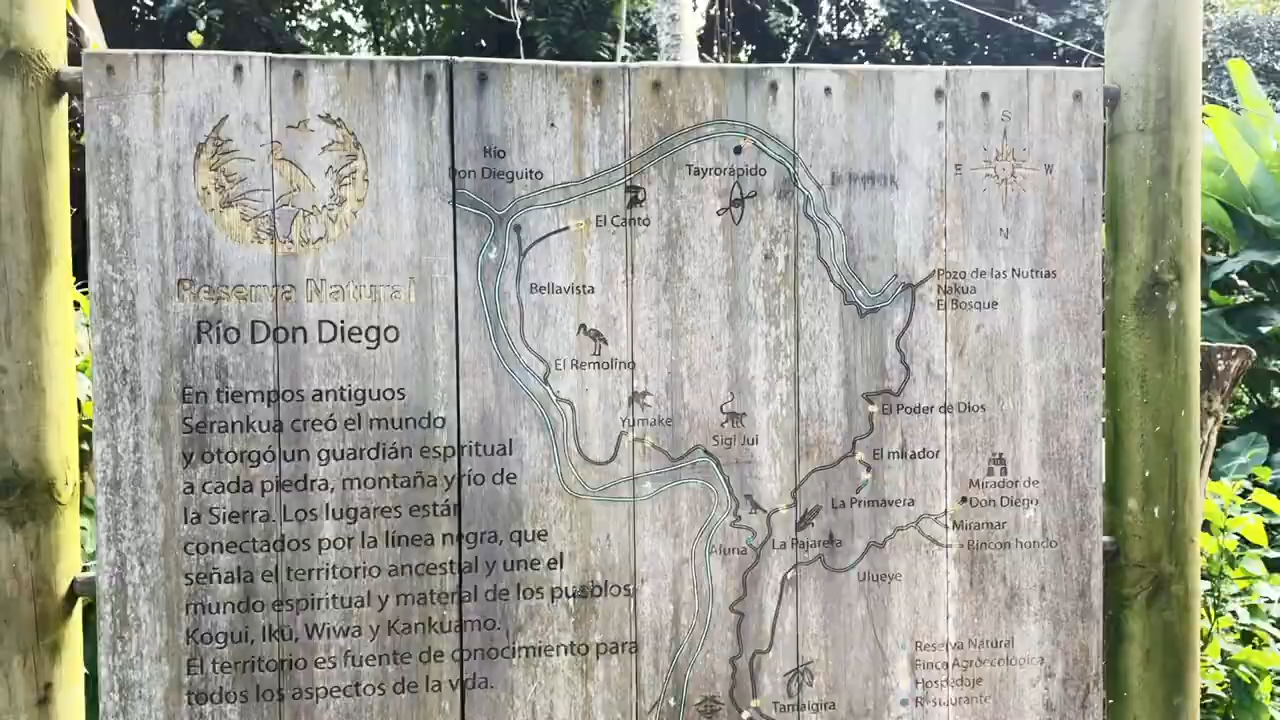 Reserva Natural
Río Don Diego
En tiempos antiguos
Serankua creó el mundo
y otorgó un guardián espiritual
a cada piedra, montaña y río de
la Sierra. Los lugares están
conectados por la línea negra, que
señala el territorio ancestral y une el
mundo espiritual y material de los pueblos
Kogui, Iku, Wiwa y Kankuamo.
El territorio es fuente de conocimiento para
todos los aspectos de la vida.
Río
Don Dieguito
Tayrorápido
El Canto
Bellavista
El Remolino
Yumake
Sigi Jui
S
E
W
N
Pozo de las Nutrias
Nakua
El Bosque
El Poder de Dios
El mirador
La Primavera
Mirador de
Don Diego
Miramar
Rincon hondo
La Pajarera
Aluna
Ulueye
Tamaigira
Reserva Natural
Finca Agroecológica
Hospedaje
Restaurante